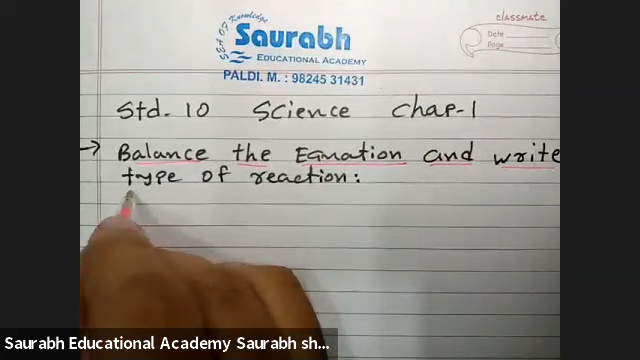 SEA OF Knowledge
Saurabh
EDUCATIONAL ACADEMY
PALDI. M. : 98245 31431
classmate
Date
Page
Std. 10 Science Chap-1
→ Balance the Equation and write
type of reaction:
Saurabh Educational Academy Saurabh sh...